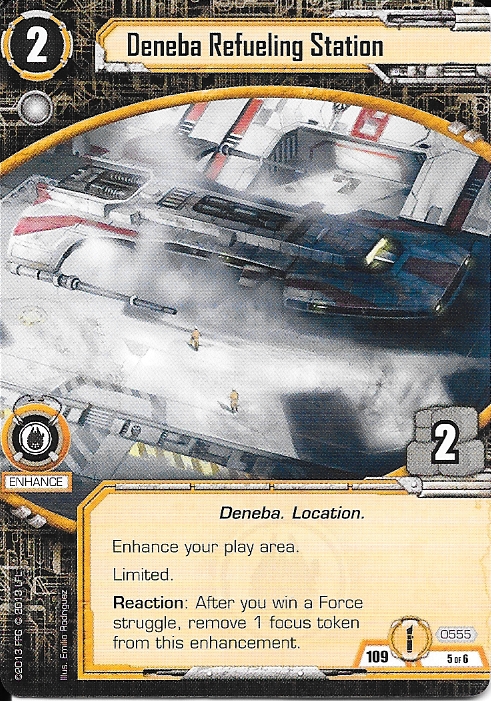 2
Deneba Refueling Station
2
ENHANCE
Deneba. Location.
Enhance your play area.
Limited.
Reaction: After you win a Force
struggle, remove 1 focus token
from this enhancement.
0555
109
5 OF 6
Illus. Emilio Rodriguez
©2013 FFG ©2013 LFL